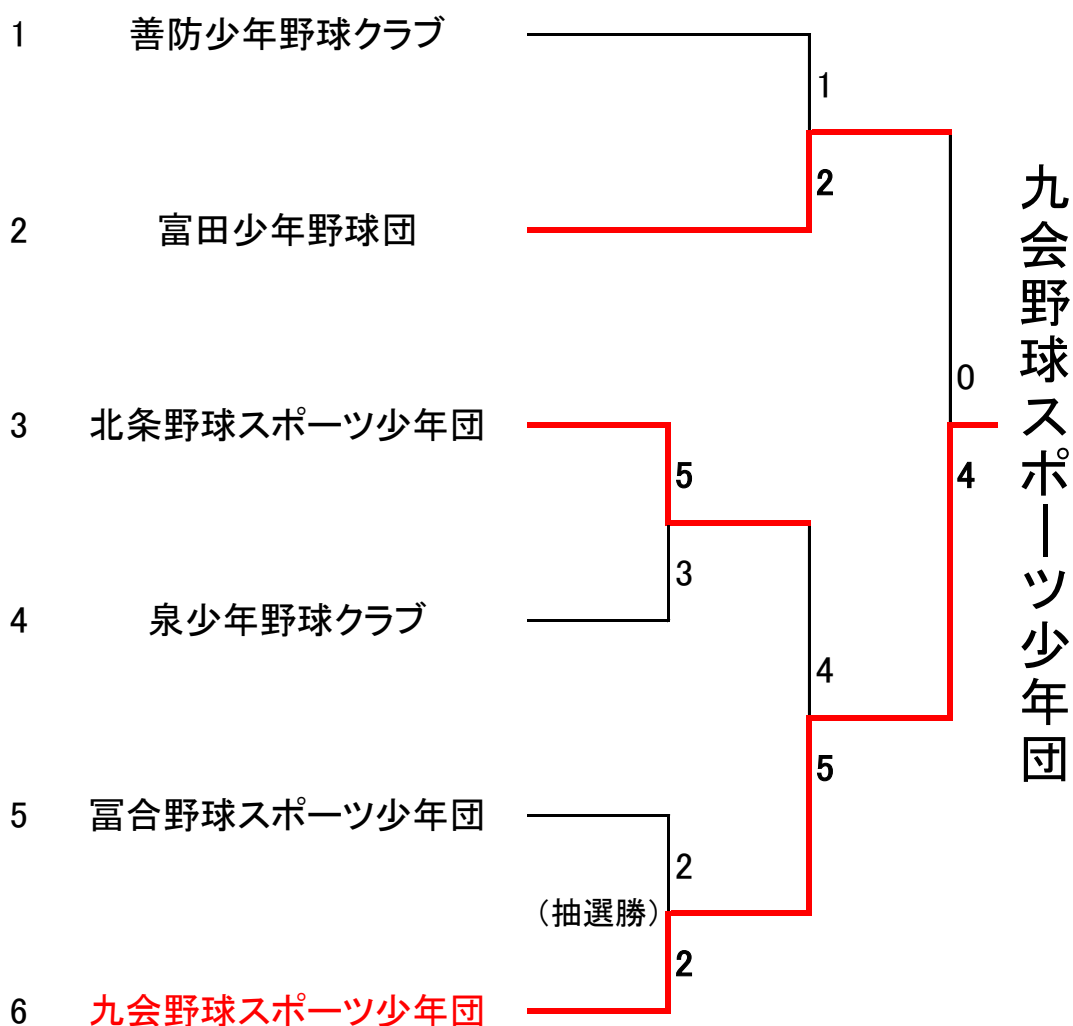 1 善防少年野球クラブ
1
2
2 富田少年野球団
九会野球スポーツ少年団
0
4
3 北条野球スポーツ少年団
5
3
4 泉少年野球クラブ
4
5
5 冨合野球スポーツ少年団
2
（抽選勝）
2
6 九会野球スポーツ少年団